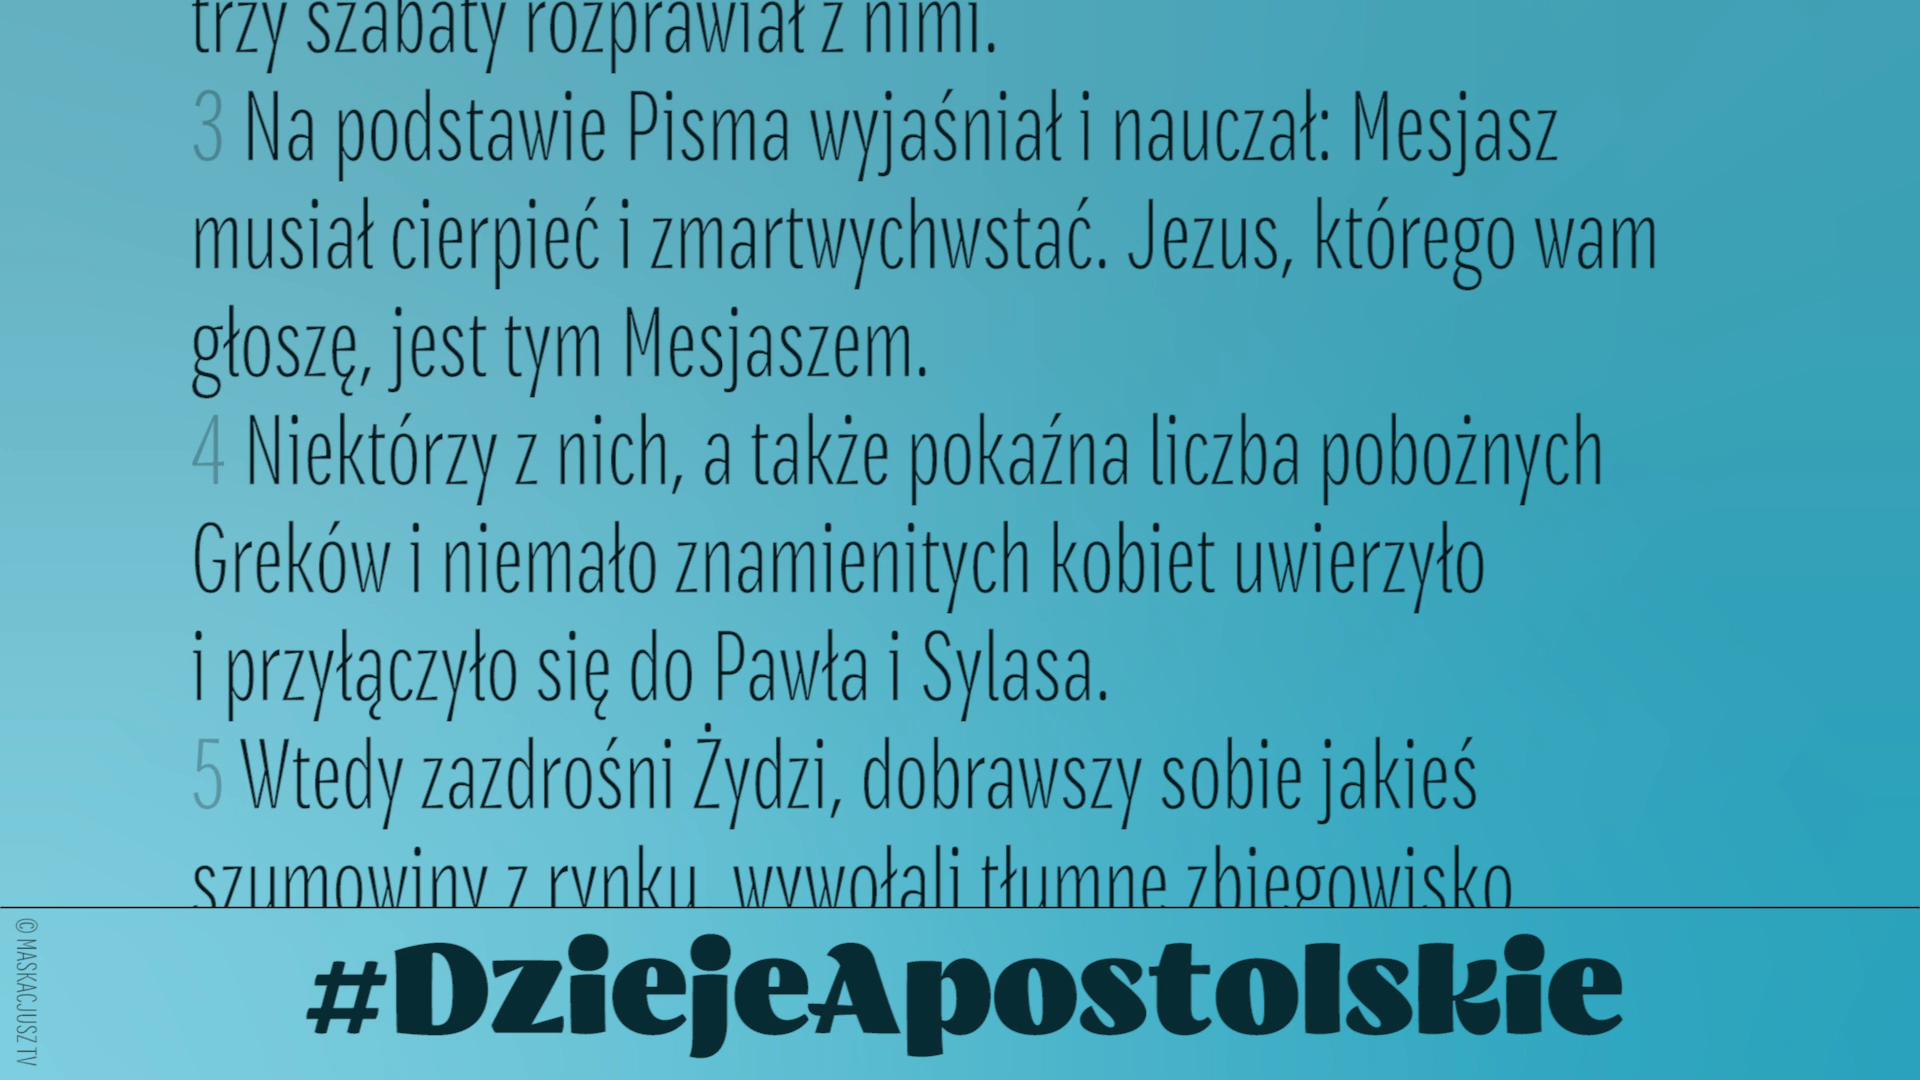 trzy szabaty rozprawiał z nimi.
3 Na podstawie Pisma wyjaśniał i nauczał: Mesjasz
musiał cierpieć i zmartwychwstać. Jezus, którego wam
głoszę, jest tym Mesjaszem.
4 Niektórzy z nich, a także pokaźna liczba pobożnych
Greków i niemało znamienitych kobiet uwierzyło
i przyłączyło się do Pawła i Sylasa.
5 Wtedy zazdrośni Żydzi, dobrawszy sobie jakieś
szumowiny z rynku, wywołali tłumne zbiegowisko
#DziejeApostolskie
© MASKACJUSZ TV